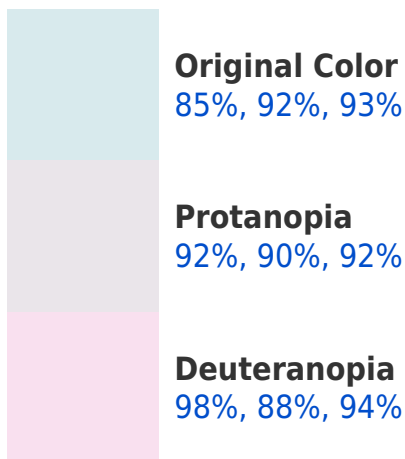 Original Color
85%, 92%, 93%
Protanopia
92%, 90%, 92%
Deuteranopia
98%, 88%, 94%